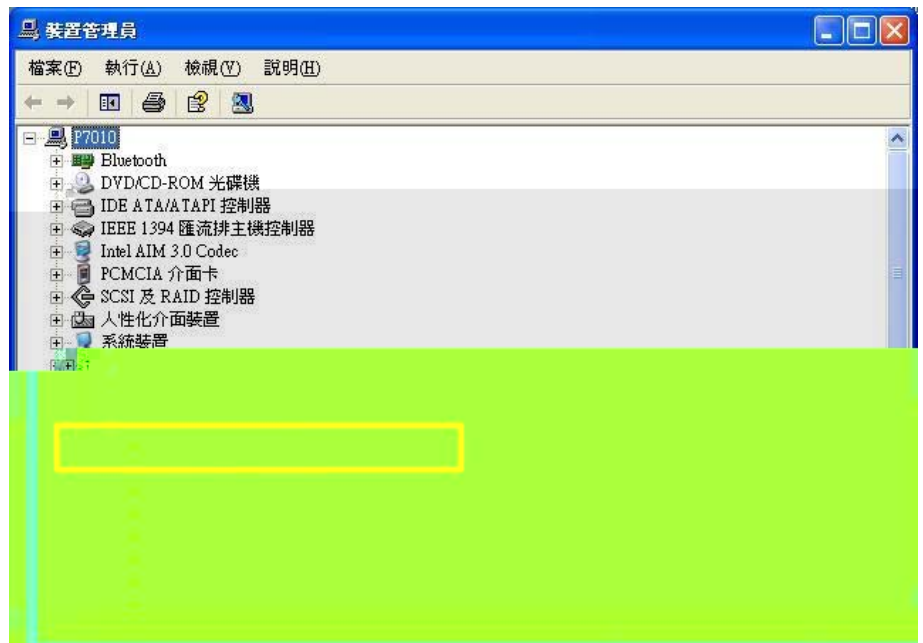 裝置管理員
檔案(F) 執行(A) 檢視(V) 說明(H)
P7010
Bluetooth
DVD/CD-ROM 光碟機
IDE ATA/ATAPI 控制器
IEEE 1394 匯流排主機控制器
Intel AIM 3.0 Codec
PCMCIA 介面卡
SCSI 及 RAID 控制器
人性化介面裝置
系統裝置